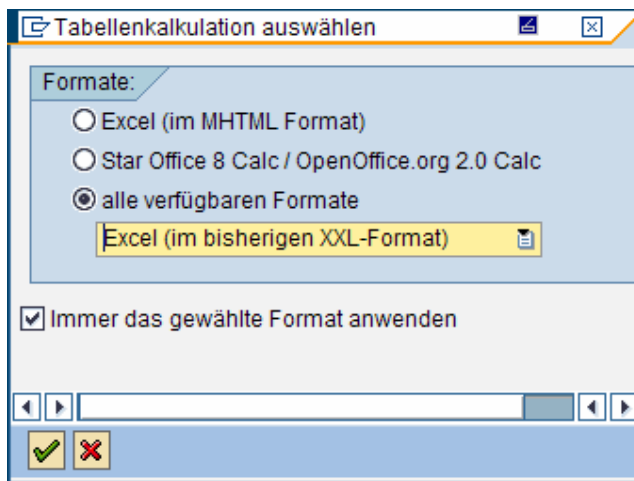 Tabellenkalkulation auswählen
Formate:
Excel (im MHTML Format)
Star Office 8 Calc / OpenOffice.org 2.0 Calc
alle verfügbaren Formate
Excel (im bisherigen XXL-Format)
Immer das gewählte Format anwenden